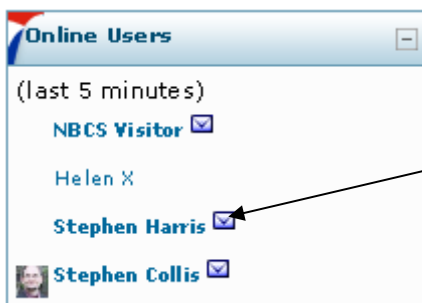 Online Users
(last 5 minutes)
NBCS Visitor
Helen X
Stephen Harris
Stephen Collis